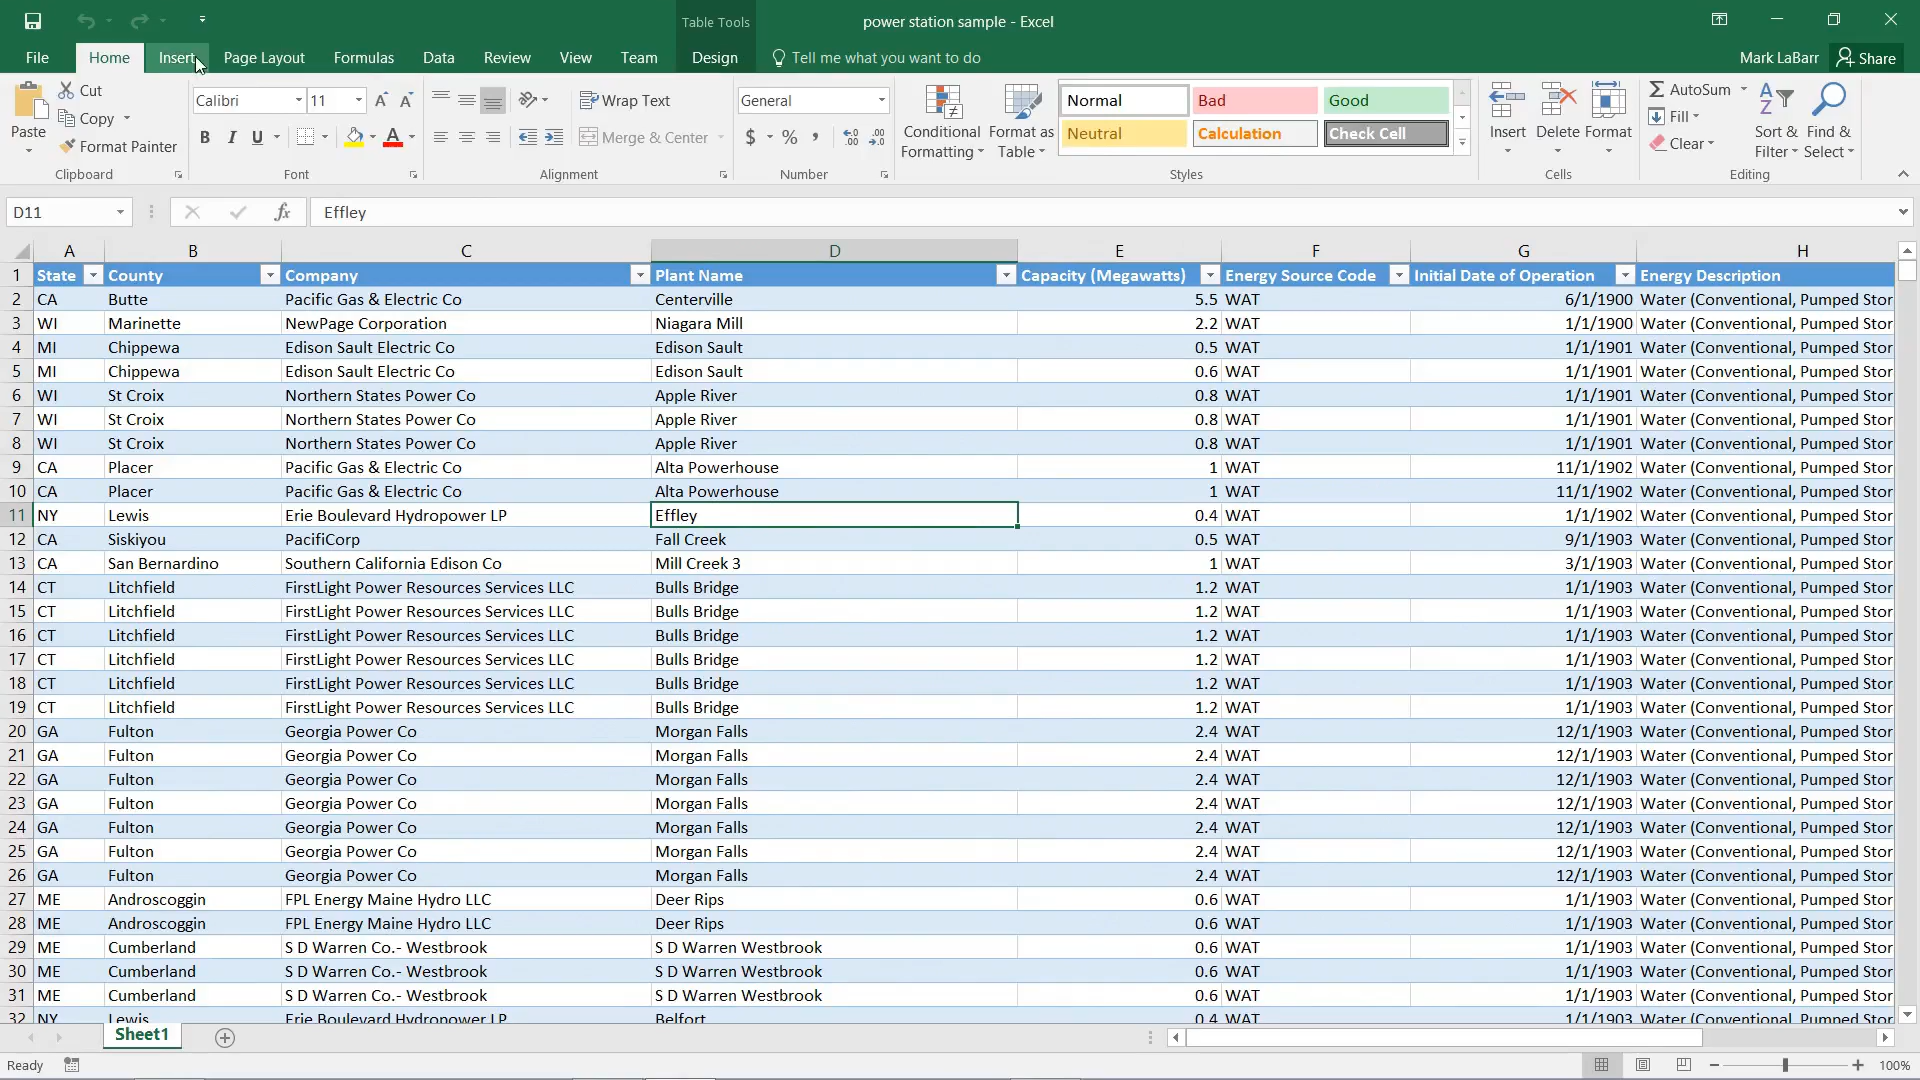 Table Tools
power station sample - Excel
File Home Insert Page Layout Formulas Data Review View Team Design Tell me what you want to do Mark LaBarr Share
Paste
Cut
Copy
Format Painter
Clipboard
Calibri 11
B I U
Font
Wrap Text
Merge & Center
Alignment
General
$ % ,
Number
Conditional Formatting
Format as Table
Normal Bad Good
Neutral Calculation Check Cell
Styles
Insert Delete Format
Cells
AutoSum
Fill
Clear
Sort & Filter
Find & Select
Editing
D11 fx Effley
A B C D E F G H
1 State County Company Plant Name Capacity (Megawatts) Energy Source Code Initial Date of Operation Energy Description
2 CA Butte Pacific Gas & Electric Co Centerville 5.5 WAT 6/1/1900 Water (Conventional, Pumped Stor
3 WI Marinette NewPage Corporation Niagara Mill 2.2 WAT 1/1/1900 Water (Conventional, Pumped Stor
4 MI Chippewa Edison Sault Electric Co Edison Sault 0.5 WAT 1/1/1901 Water (Conventional, Pumped Stor
5 MI Chippewa Edison Sault Electric Co Edison Sault 0.6 WAT 1/1/1901 Water (Conventional, Pumped Stor
6 WI St Croix Northern States Power Co Apple River 0.8 WAT 1/1/1901 Water (Conventional, Pumped Stor
7 WI St Croix Northern States Power Co Apple River 0.8 WAT 1/1/1901 Water (Conventional, Pumped Stor
8 WI St Croix Northern States Power Co Apple River 0.8 WAT 1/1/1901 Water (Conventional, Pumped Stor
9 CA Placer Pacific Gas & Electric Co Alta Powerhouse 1 WAT 11/1/1902 Water (Conventional, Pumped Stor
10 CA Placer Pacific Gas & Electric Co Alta Powerhouse 1 WAT 11/1/1902 Water (Conventional, Pumped Stor
11 NY Lewis Erie Boulevard Hydropower LP Effley 0.4 WAT 1/1/1902 Water (Conventional, Pumped Stor
12 CA Siskiyou PacifiCorp Fall Creek 0.5 WAT 9/1/1903 Water (Conventional, Pumped Stor
13 CA San Bernardino Southern California Edison Co Mill Creek 3 1 WAT 3/1/1903 Water (Conventional, Pumped Stor
14 CT Litchfield FirstLight Power Resources Services LLC Bulls Bridge 1.2 WAT 1/1/1903 Water (Conventional, Pumped Stor
15 CT Litchfield FirstLight Power Resources Services LLC Bulls Bridge 1.2 WAT 1/1/1903 Water (Conventional, Pumped Stor
16 CT Litchfield FirstLight Power Resources Services LLC Bulls Bridge 1.2 WAT 1/1/1903 Water (Conventional, Pumped Stor
17 CT Litchfield FirstLight Power Resources Services LLC Bulls Bridge 1.2 WAT 1/1/1903 Water (Conventional, Pumped Stor
18 CT Litchfield FirstLight Power Resources Services LLC Bulls Bridge 1.2 WAT 1/1/1903 Water (Conventional, Pumped Stor
19 CT Litchfield FirstLight Power Resources Services LLC Bulls Bridge 1.2 WAT 1/1/1903 Water (Conventional, Pumped Stor
20 GA Fulton Georgia Power Co Morgan Falls 2.4 WAT 12/1/1903 Water (Conventional, Pumped Stor
21 GA Fulton Georgia Power Co Morgan Falls 2.4 WAT 12/1/1903 Water (Conventional, Pumped Stor
22 GA Fulton Georgia Power Co Morgan Falls 2.4 WAT 12/1/1903 Water (Conventional, Pumped Stor
23 GA Fulton Georgia Power Co Morgan Falls 2.4 WAT 12/1/1903 Water (Conventional, Pumped Stor
24 GA Fulton Georgia Power Co Morgan Falls 2.4 WAT 12/1/1903 Water (Conventional, Pumped Stor
25 GA Fulton Georgia Power Co Morgan Falls 2.4 WAT 12/1/1903 Water (Conventional, Pumped Stor
26 GA Fulton Georgia Power Co Morgan Falls 2.4 WAT 12/1/1903 Water (Conventional, Pumped Stor
27 ME Androscoggin FPL Energy Maine Hydro LLC Deer Rips 0.6 WAT 1/1/1903 Water (Conventional, Pumped Stor
28 ME Androscoggin FPL Energy Maine Hydro LLC Deer Rips 0.6 WAT 1/1/1903 Water (Conventional, Pumped Stor
29 ME Cumberland S D Warren Co.- Westbrook S D Warren Westbrook 0.6 WAT 1/1/1903 Water (Conventional, Pumped Stor
30 ME Cumberland S D Warren Co.- Westbrook S D Warren Westbrook 0.6 WAT 1/1/1903 Water (Conventional, Pumped Stor
31 ME Cumberland S D Warren Co.- Westbrook S D Warren Westbrook 0.6 WAT 1/1/1903 Water (Conventional, Pumped Stor
32 NY Lewis Erie Boulevard Hydropower LP Belfort 0.4 WAT 1/1/1903 Water (Conventional, Pumped Stor
Sheet1
Ready 100%